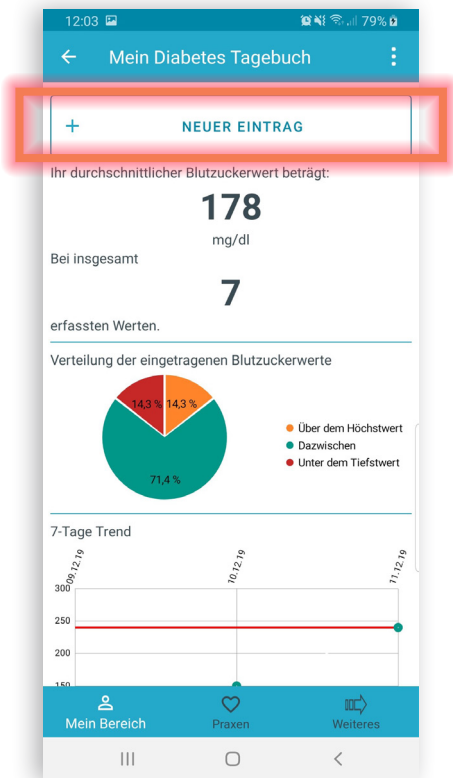 12:03 79%
Mein Diabetes Tagebuch
+ NEUER EINTRAG
Ihr durchschnittlicher Blutzuckerwert beträgt:
178
mg/dl
Bei insgesamt
7
erfassten Werten.
Verteilung der eingetragenen Blutzuckerwerte
14,3 % 14,3 %
71,4 %
Über dem Höchstwert
Dazwischen
Unter dem Tiefstwert
7-Tage Trend
09.12.19 10.12.19 11.12.19
300
250
200
150
Mein Bereich Praxen Weiteres